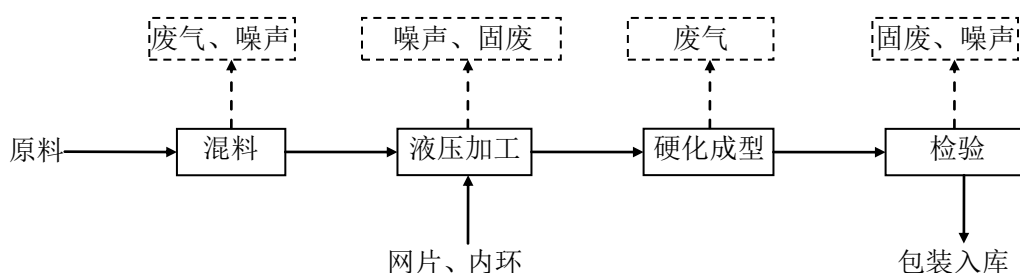 废气、噪声
噪声、固废
废气
固废、噪声
原料
混料
液压加工
硬化成型
检验
网片、内环
包装入库